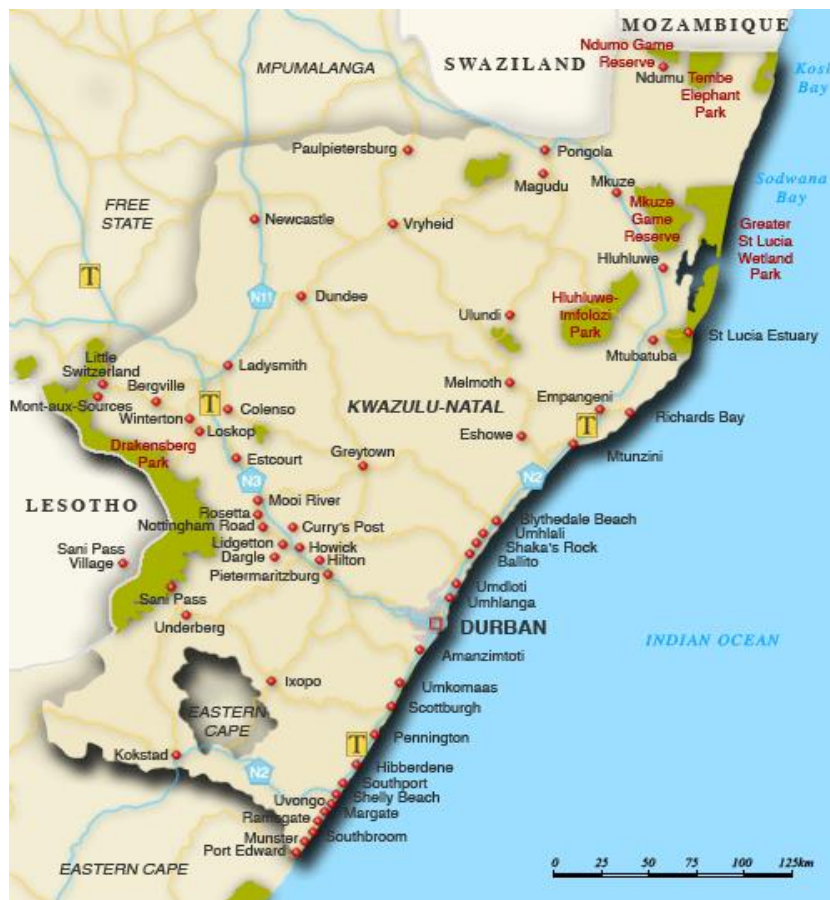 MOZAMBIQUE
Ndumo Game
Reserve
SWAZILAND
MPUMALANGA
Ndumu
Tembe
Elephant
Park
Kosi
Bay
Paulpietersburg
Pongola
Magudu
Mkuze
Sodwana
Bay
FREE
STATE
Newcastle
Vryheid
Mkuze
Game
Reserve
Greater
St Lucia
Wetland
Park
Hluhluwe
T
N11
Dundee
Ulundi
Hluhluwe-
Imfolozi
Park
St Lucia Estuary
Mtubatuba
Little
Switzerland
Ladysmith
Bergville
Melmoth
Mont-aux-Sources
T
Colenso
KWAZULU-NATAL
Empangeni
Richards Bay
Winterton
Loskop
Eshowe
T
Drakensberg
Park
Estcourt
Greytown
Mtunzini
N3
N2
LESOTHO
Mooi River
Rosetta
Nottingham Road
Curry's Post
Blythedale Beach
Umhlali
Shaka's Rock
Ballito
Lidgetton
Howick
Dargle
Hilton
Sani Pass
Village
Pietermaritzburg
Umdloti
Umhlanga
Sani Pass
Underberg
DURBAN
INDIAN OCEAN
Amanzimtoti
Ixopo
Umkomaas
Scottburgh
EASTERN
CAPE
Pennington
T
Kokstad
Hibberdene
N2
Southport
Shelly Beach
Uvongo
Margate
Ramsgate
Southbroom
Munster
Port Edward
EASTERN CAPE
0 25 50 75 100 125km